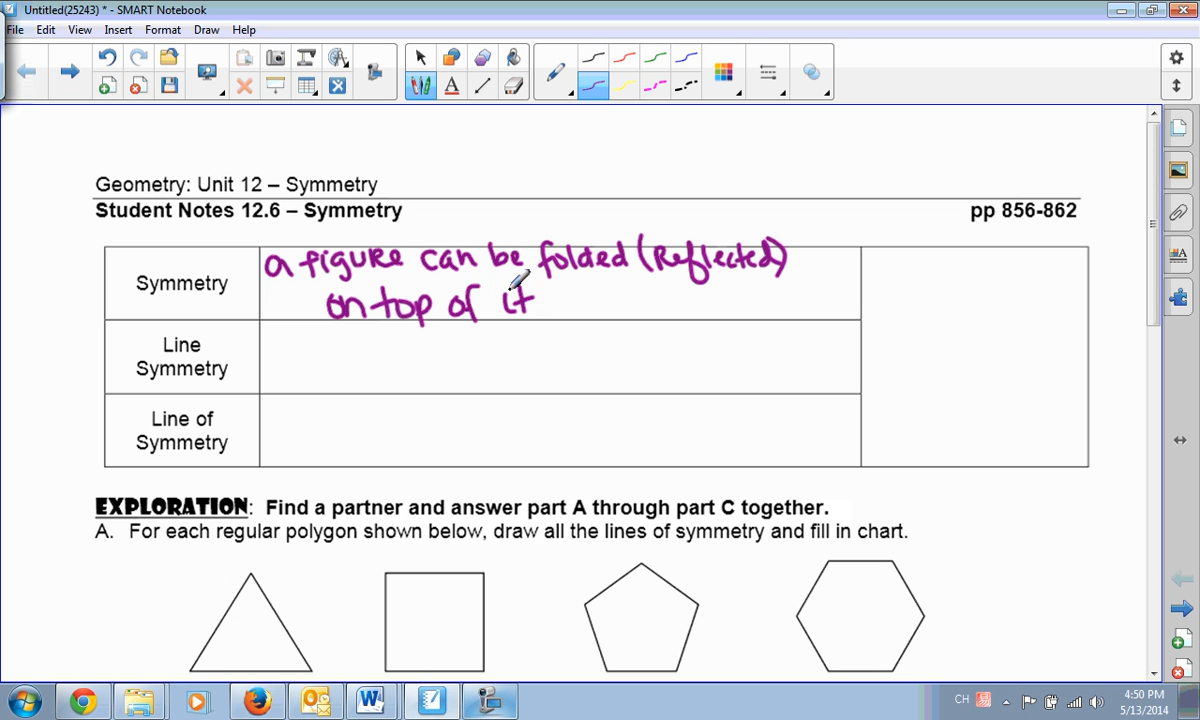 Untitled(25243) * - SMART Notebook
File Edit View Insert Format Draw Help
Geometry: Unit 12 – Symmetry
Student Notes 12.6 – Symmetry pp 856-862
Symmetry
a figure can be folded (Reflected)
on top of it
Line
Symmetry
Line of
Symmetry
EXPLORATION: Find a partner and answer part A through part C together.
A. For each regular polygon shown below, draw all the lines of symmetry and fill in chart.
CH
4:50 PM
5/13/2014